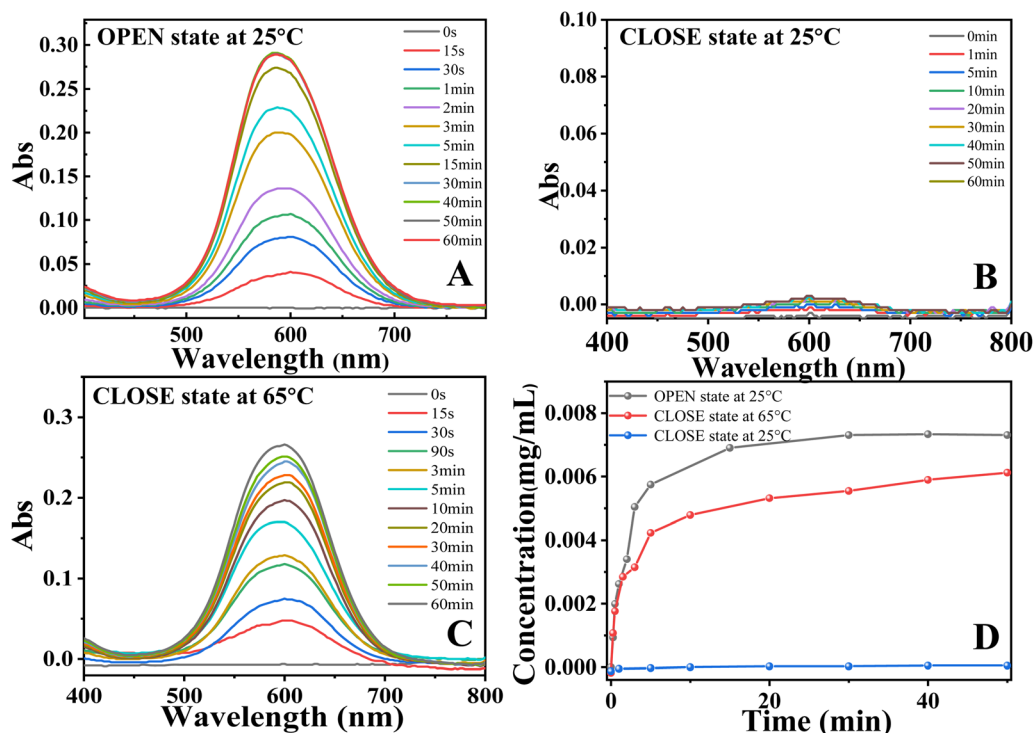 OPEN state at 25°C
0s
15s
30s
1min
2min
3min
5min
15min
30min
40min
50min
60min
0.30
0.25
0.20
0.15
0.10
0.05
0.00
Abs
A
500
600
700
Wavelength (nm)
CLOSE state at 25°C
0min
1min
5min
10min
20min
30min
40min
50min
60min
0.10
0.08
0.06
0.04
0.02
0.00
Abs
B
400
500
600
700
800
Wavelength (nm)
CLOSE state at 65°C
0s
15s
30s
90s
3min
5min
10min
20min
30min
40min
50min
60min
0.3
0.2
0.1
0.0
Abs
C
400
500
600
700
800
Wavelength (nm)
OPEN state at 25°C
CLOSE state at 65°C
CLOSE state at 25°C
0.008
0.006
0.004
0.002
0.000
Concentration(mg/mL)
D
0
20
40
Time (min)